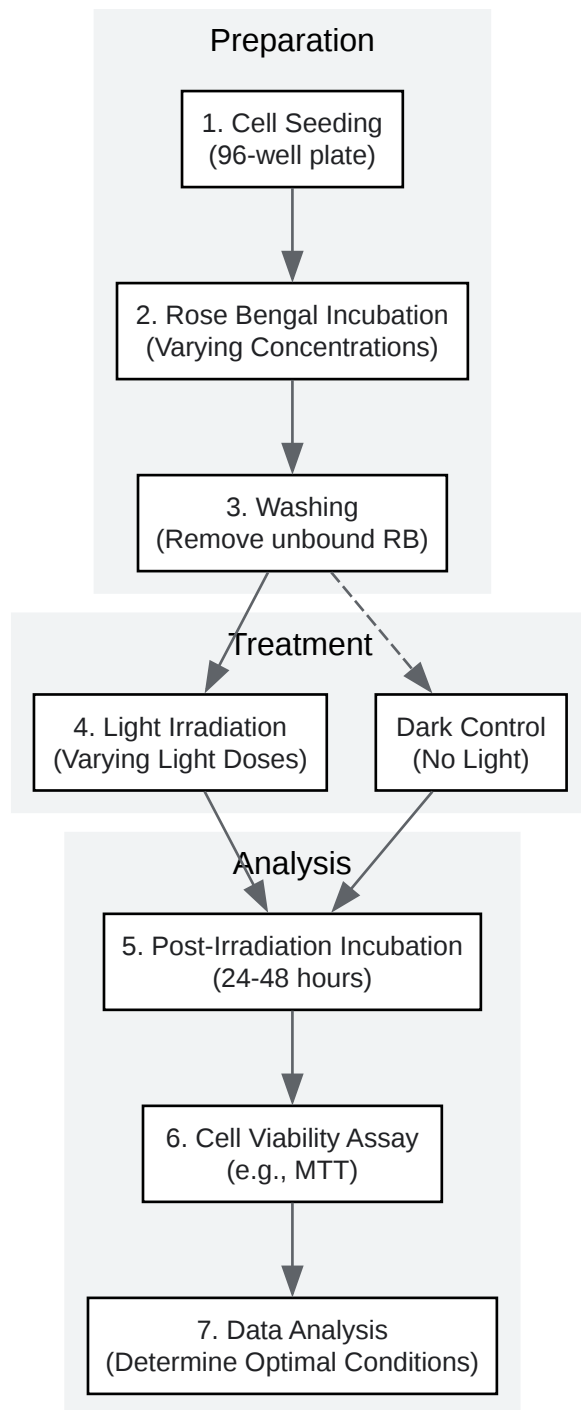 Preparation
1. Cell Seeding
(96-well plate)
2. Rose Bengal Incubation
(Varying Concentrations)
3. Washing
(Remove unbound RB)
Treatment
4. Light Irradiation
(Varying Light Doses)
Dark Control
(No Light)
Analysis
5. Post-Irradiation Incubation
(24-48 hours)
6. Cell Viability Assay
(e.g., MTT)
7. Data Analysis
(Determine Optimal Conditions)